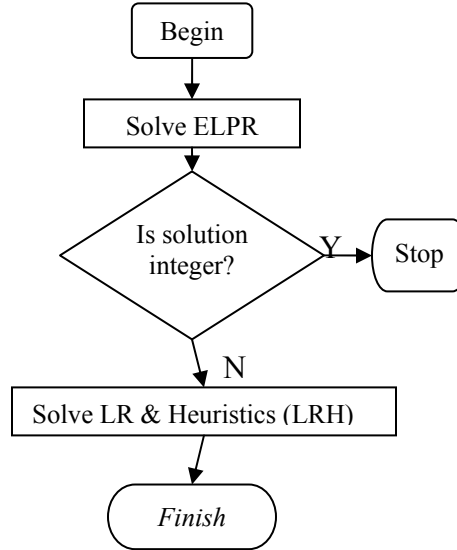 Begin
Solve ELPR
Is solution
integer?
Y
Stop
N
Solve LR & Heuristics (LRH)
Finish